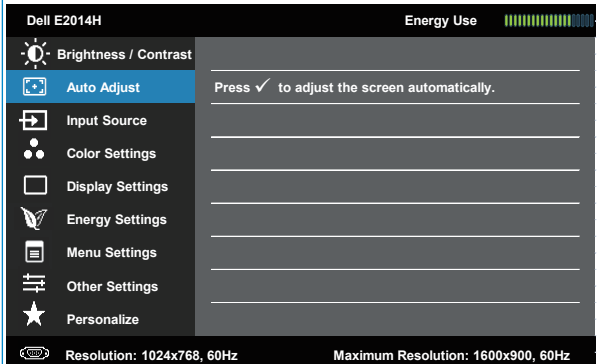 Dell E2014H Energy Use
Brightness / Contrast
Auto Adjust Press ✓ to adjust the screen automatically.
Input Source
Color Settings
Display Settings
Energy Settings
Menu Settings
Other Settings
Personalize
Resolution: 1024x768, 60Hz Maximum Resolution: 1600x900, 60Hz